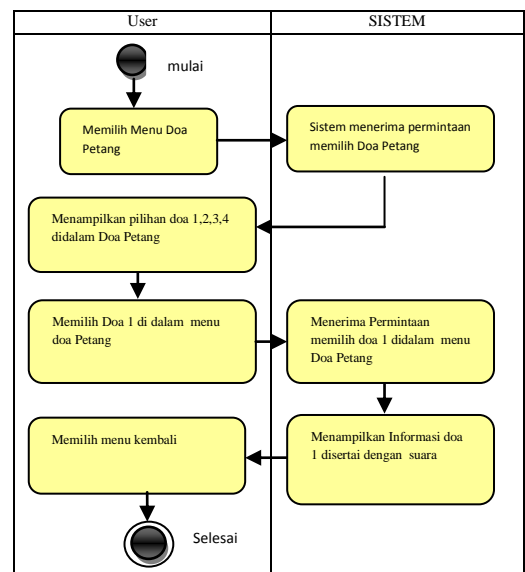 User
SISTEM
mulai
Memilih Menu Doa
Petang
Sistem menerima permintaan
memilih Doa Petang
Menampilkan pilihan doa 1,2,3,4
didalam Doa Petang
Memilih Doa 1 di dalam menu
doa Petang
Menerima Permintaan
memilih doa 1 didalam menu
Doa Petang
Menampilkan Informasi doa
1 disertai dengan suara
Memilih menu kembali
Selesai